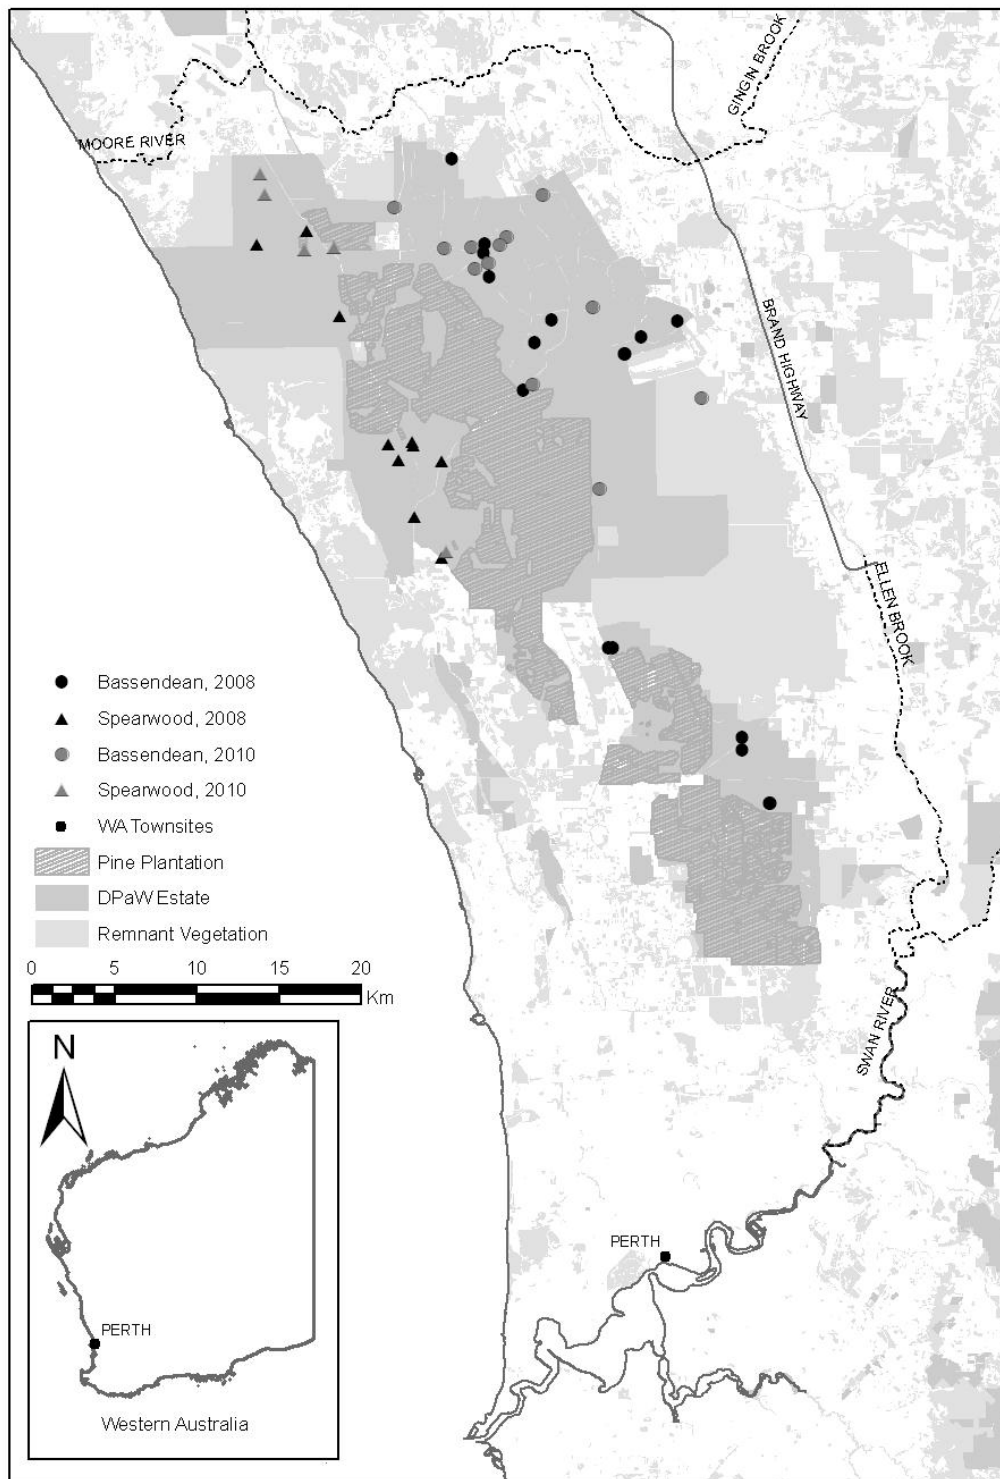 GINGIN BROOK
MOORE RIVER
BRAND HIGHWAY
ELLEN BROOK
Bassendean, 2008
Spearwood, 2008
Bassendean, 2010
Spearwood, 2010
WA Townsites
Pine Plantation
DPaW Estate
Remnant Vegetation
0 5 10 15 20
Km
SWAN RIVER
N
PERTH
PERTH
Western Australia